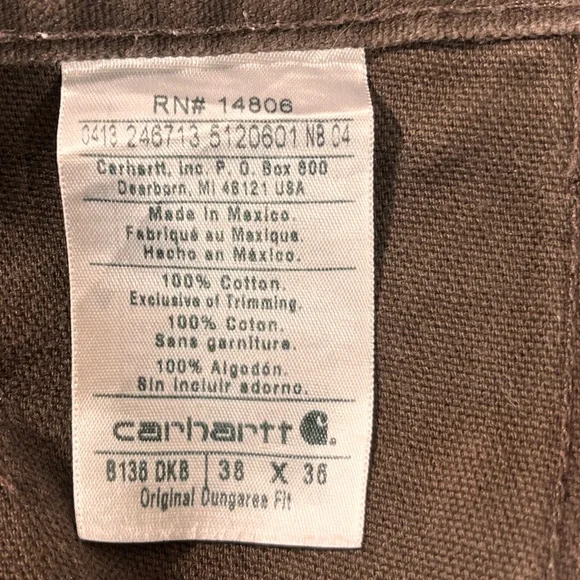 RN# 14806
0413 246713 5120601 NB 04
Carhartt, Inc. P. O. Box 600
Dearborn, MI 48121 USA
Made in Mexico.
Fabriqué au Mexique.
Hecho en México.
100% Cotton.
Exclusive of Trimming.
100% Coton.
Sans garniture.
100% Algodón.
Sin incluir adorno.
carhartt
B136 DKB 38 X 36
Original Dungaree Fit